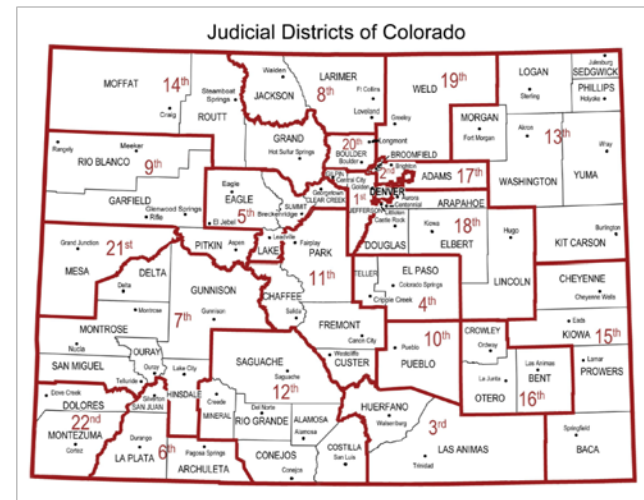 Judicial Districts of Colorado
MOFFAT
14th
Craig
Steamboat
Springs
ROUTT
Walden
JACKSON
LARIMER
8th
Ft Collins
Loveland
WELD
19th
Greeley
LOGAN
Sterling
Julesburg
SEDGWICK
PHILLIPS
Holyoke
MORGAN
Fort Morgan
13th
Akron
WASHINGTON
Wray
YUMA
Rangely
Meeker
RIO BLANCO
9th
GARFIELD
Glenwood Springs
Rifle
GRAND
Hot Sulfur Springs
20th
Longmont
BOULDER
Boulder
BROOMFIELD
Brighton
ADAMS
17th
2nd
DENVER
GILPIN
Central City
Golden
Georgetown
CLEAR CREEK
1st
JEFFERSON
Aurora
Centennial
Littleton
Castle Rock
ARAPAHOE
18th
Kiowa
ELBERT
DOUGLAS
Eagle
EAGLE
5th
El Jebel
SUMMIT
Breckenridge
Burlington
KIT CARSON
Hugo
LINCOLN
21st
Grand Junction
MESA
PITKIN
Aspen
Leadville
LAKE
Fairplay
PARK
11th
TELLER
Cripple Creek
EL PASO
Colorado Springs
4th
CHEYENNE
Cheyenne Wells
DELTA
Delta
GUNNISON
Gunnison
7th
Montrose
MONTROSE
Nucla
CHAFFEE
Salida
FREMONT
Canon City
Westcliffe
CUSTER
10th
Pueblo
PUEBLO
CROWLEY
Ordway
Eads
KIOWA
15th
Lamar
PROWERS
Las Animas
BENT
16th
La Junta
OTERO
OURAY
Ouray
SAN MIGUEL
Telluride
Lake City
HINSDALE
SAGUACHE
Saguache
12th
Dove Creek
DOLORES
22nd
MONTEZUMA
Cortez
Silverton
SAN JUAN
Durango
LA PLATA
6th
Creede
MINERAL
Del Norte
RIO GRANDE
ALAMOSA
Alamosa
Pagosa Springs
ARCHULETA
CONEJOS
Conejos
COSTILLA
San Luis
HUERFANO
Walsenburg
3rd
LAS ANIMAS
Trinidad
Springfield
BACA